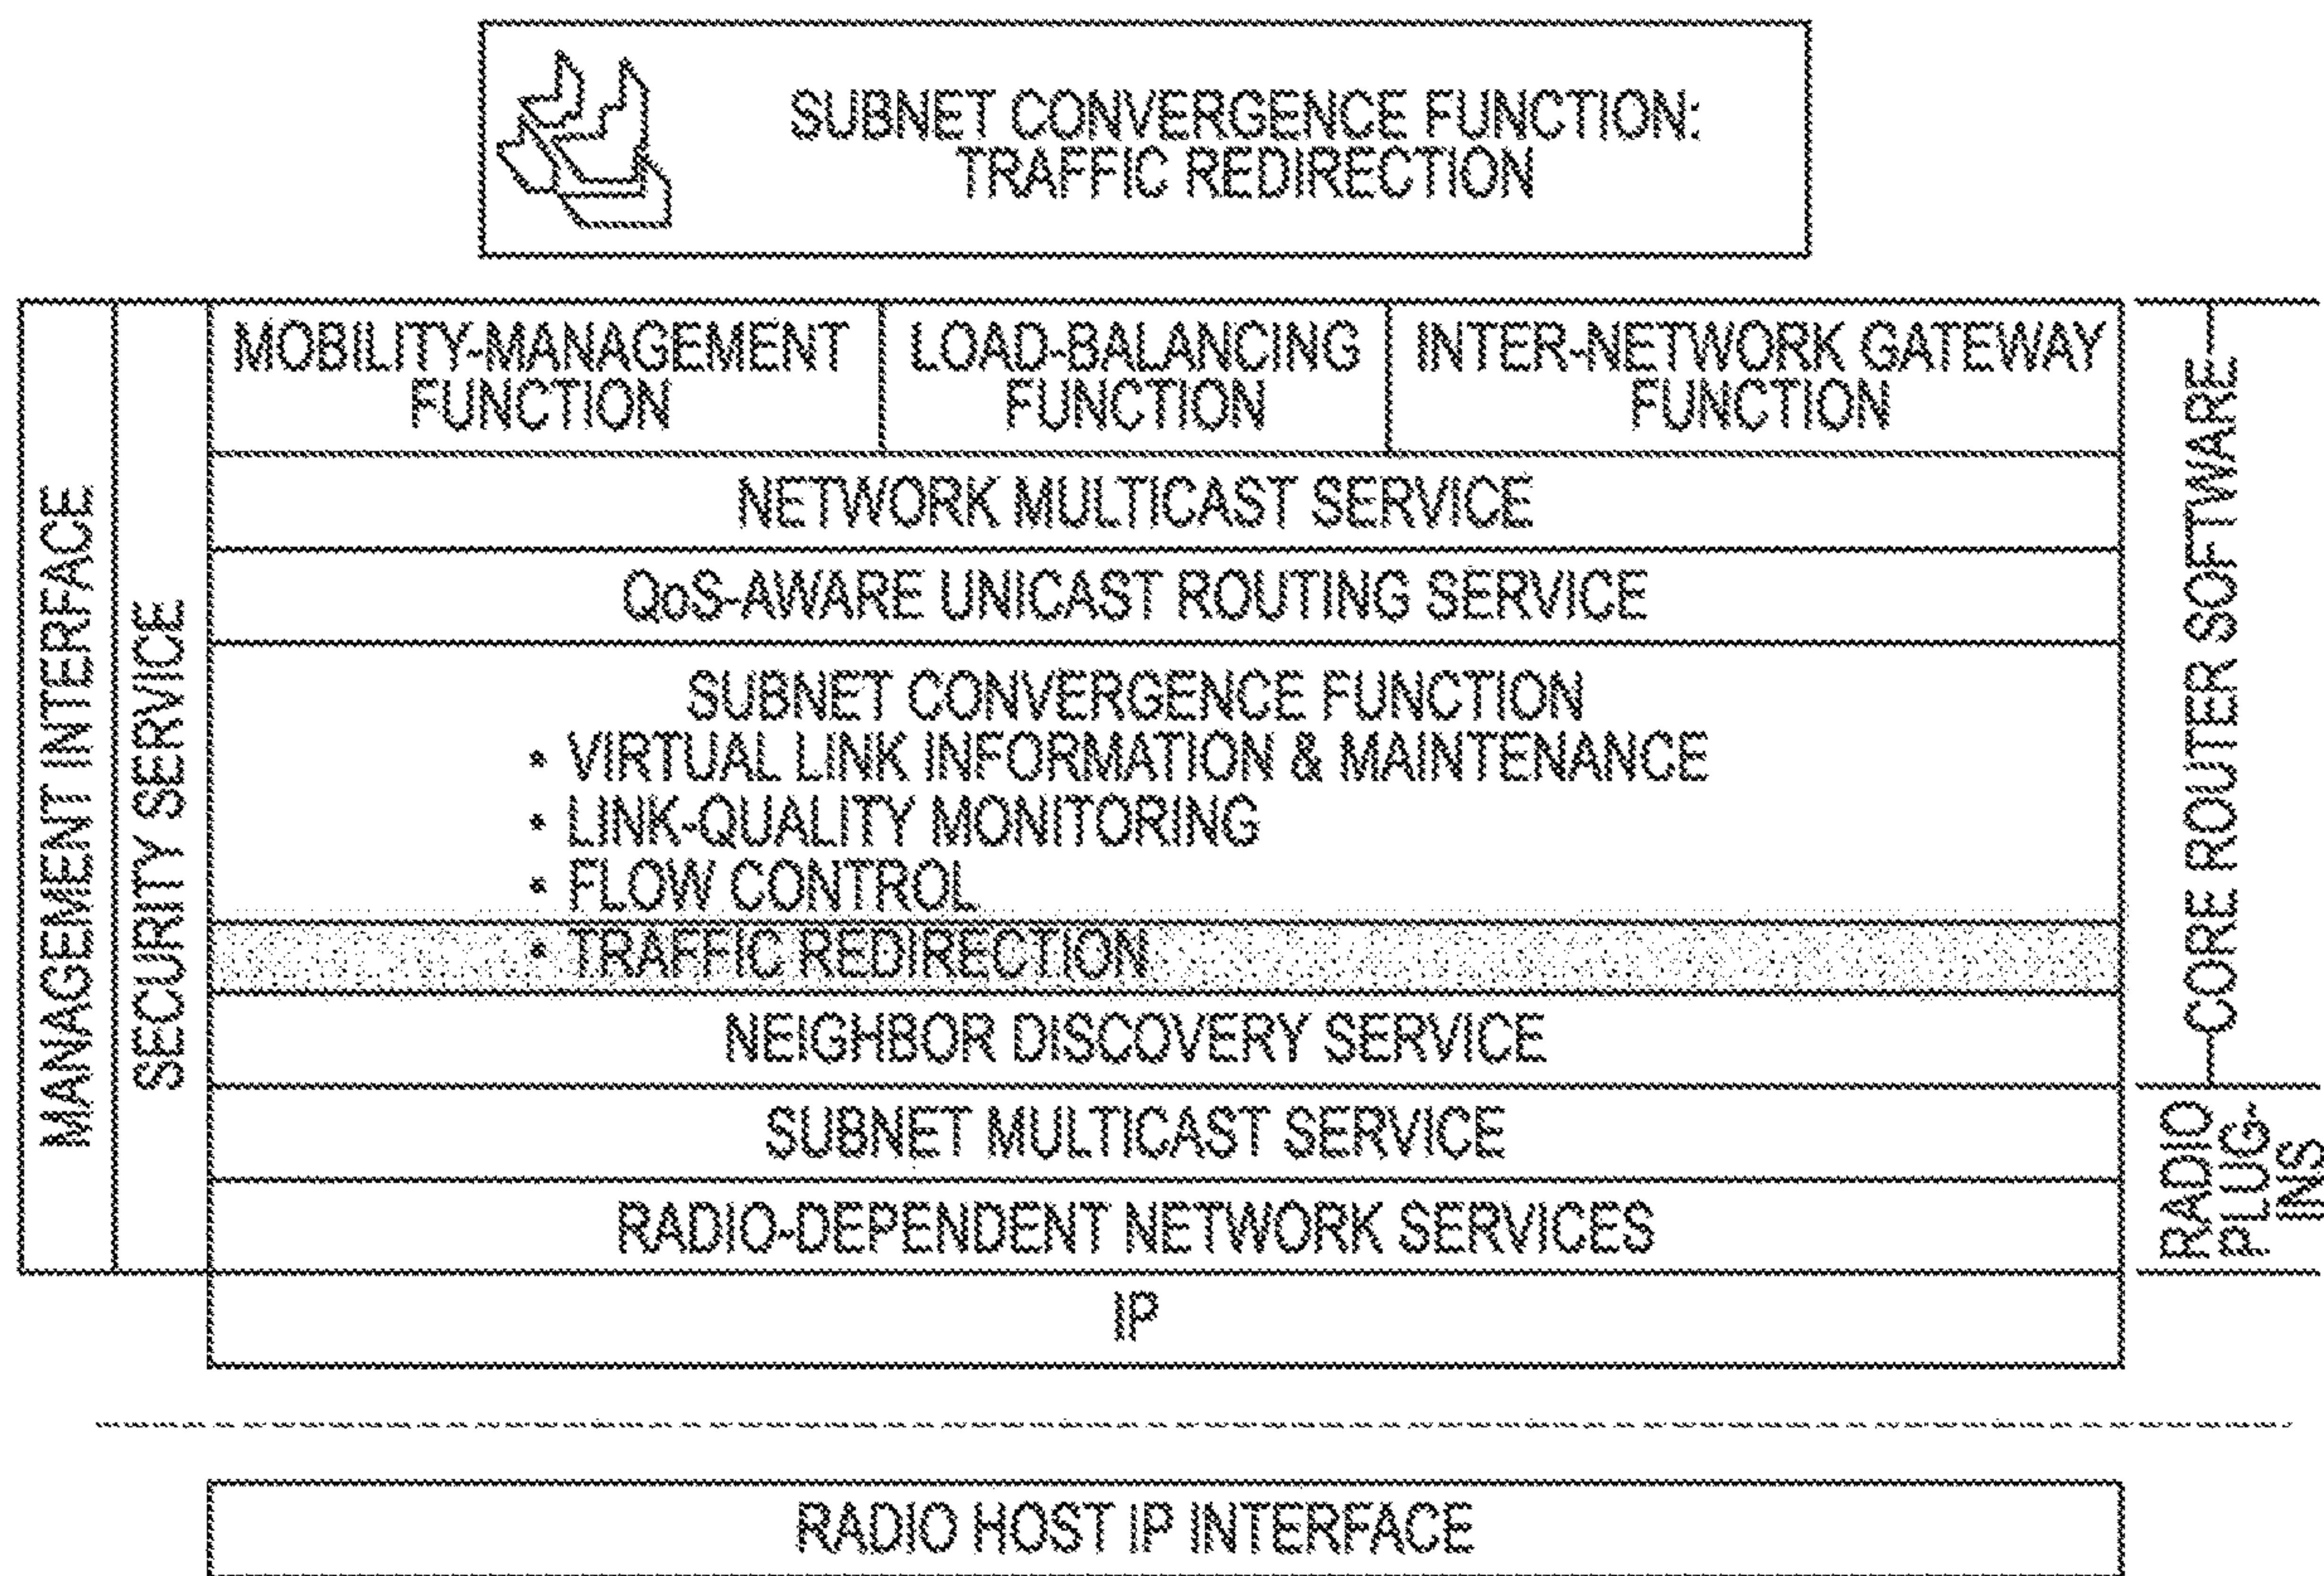 SUBNET CONVERGENCE FUNCTION:
TRAFFIC REDIRECTION
MANAGEMENT INTERFACE
SECURITY SERVICE
MOBILITY-MANAGEMENT
FUNCTION
LOAD-BALANCING
FUNCTION
INTER-NETWORK GATEWAY
FUNCTION
NETWORK MULTICAST SERVICE
QoS-AWARE UNICAST ROUTING SERVICE
SUBNET CONVERGENCE FUNCTION
• VIRTUAL LINK INFORMATION & MAINTENANCE
• LINK-QUALITY MONITORING
• FLOW CONTROL
• TRAFFIC REDIRECTION
NEIGHBOR DISCOVERY SERVICE
SUBNET MULTICAST SERVICE
RADIO-DEPENDENT NETWORK SERVICES
IP
CORE ROUTER SOFTWARE
RADIO
PLUG-
INS
RADIO HOST IP INTERFACE